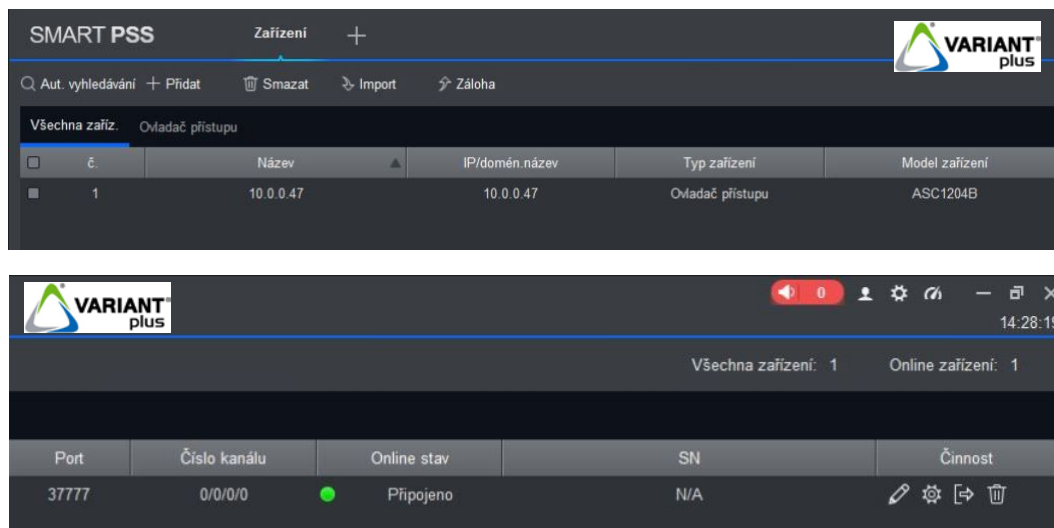 SMART PSS Zařízení VARIANT plus
Aut. vyhledávání Přidat Smazat Import Záloha
Všechna zaříz. Ovladač přístupu
č. Název IP/domén.název Typ zařízení Model zařízení
1 10.0.0.47 10.0.0.47 Ovladač přístupu ASC1204B
VARIANT plus 0
14:28:19
Všechna zařízení: 1 Online zařízení: 1
Port Číslo kanálu Online stav SN Činnost
37777 0/0/0/0 Připojeno N/A